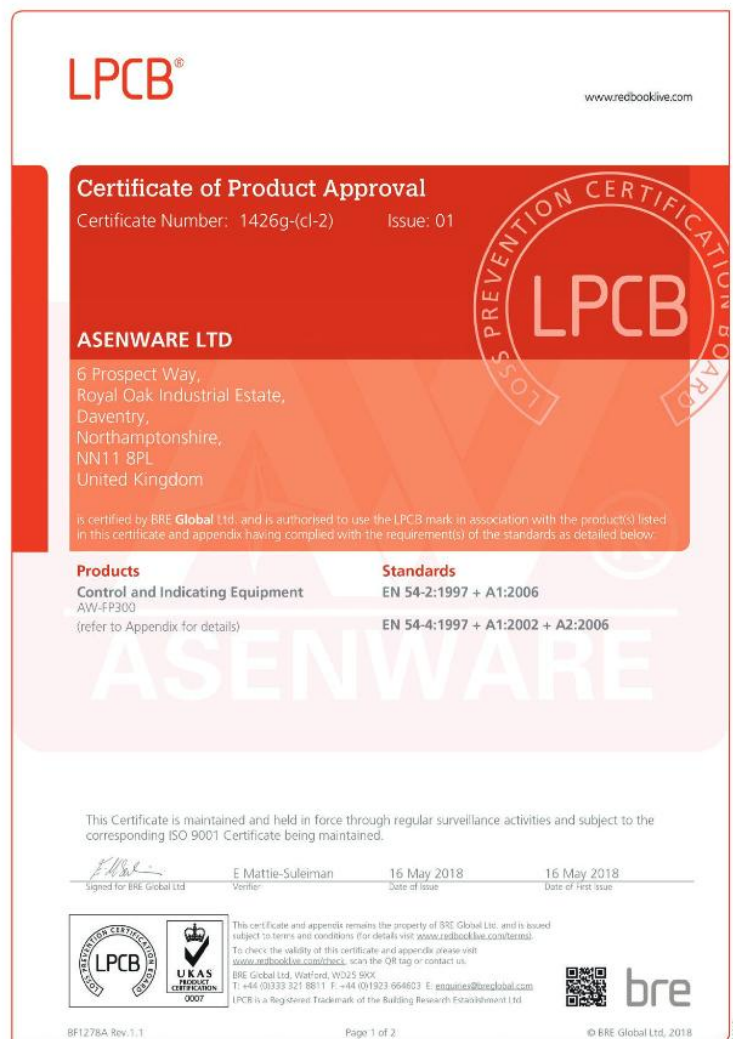 LPCB®
www.redbooklive.com
Certificate of Product Approval
Certificate Number: 1426g-(cl-2) Issue: 01
LOSS PREVENTION CERTIFICATION BOARD
LPCB
ASENWARE LTD
6 Prospect Way,
Royal Oak Industrial Estate,
Daventry,
Northamptonshire,
NN11 8PL
United Kingdom
is certified by BRE Global Ltd. and is authorised to use the LPCB mark in association with the product(s) listed
in this certificate and appendix having complied with the requirement(s) of the standards as detailed below:
Products Standards
Control and Indicating Equipment EN 54-2:1997 + A1:2006
AW-FP300
(refer to Appendix for details) EN 54-4:1997 + A1:2002 + A2:2006
AW®
ASENWARE
This Certificate is maintained and held in force through regular surveillance activities and subject to the
corresponding ISO 9001 Certificate being maintained.
E Mattie-Suleiman 16 May 2018 16 May 2018
Signed for BRE Global Ltd Verifier Date of Issue Date of First Issue
LOSS PREVENTION CERTIFICATION BOARD
LPCB
UKAS
PRODUCT
CERTIFICATION
0007
This certificate and appendix remains the property of BRE Global Ltd. and is issued
subject to terms and conditions (for details visit www.redbooklive.com/terms).
To check the validity of this certificate and appendix please visit
www.redbooklive.com/check, scan the QR tag or contact us.
BRE Global Ltd, Watford, WD25 9XX
T: +44 (0)333 321 8811 F: +44 (0)1923 664603 E: enquiries@breglobal.com
LPCB is a Registered Trademark of the Building Research Establishment Ltd.
bre
BF1278A Rev.1.1 Page 1 of 2 © BRE Global Ltd, 2018